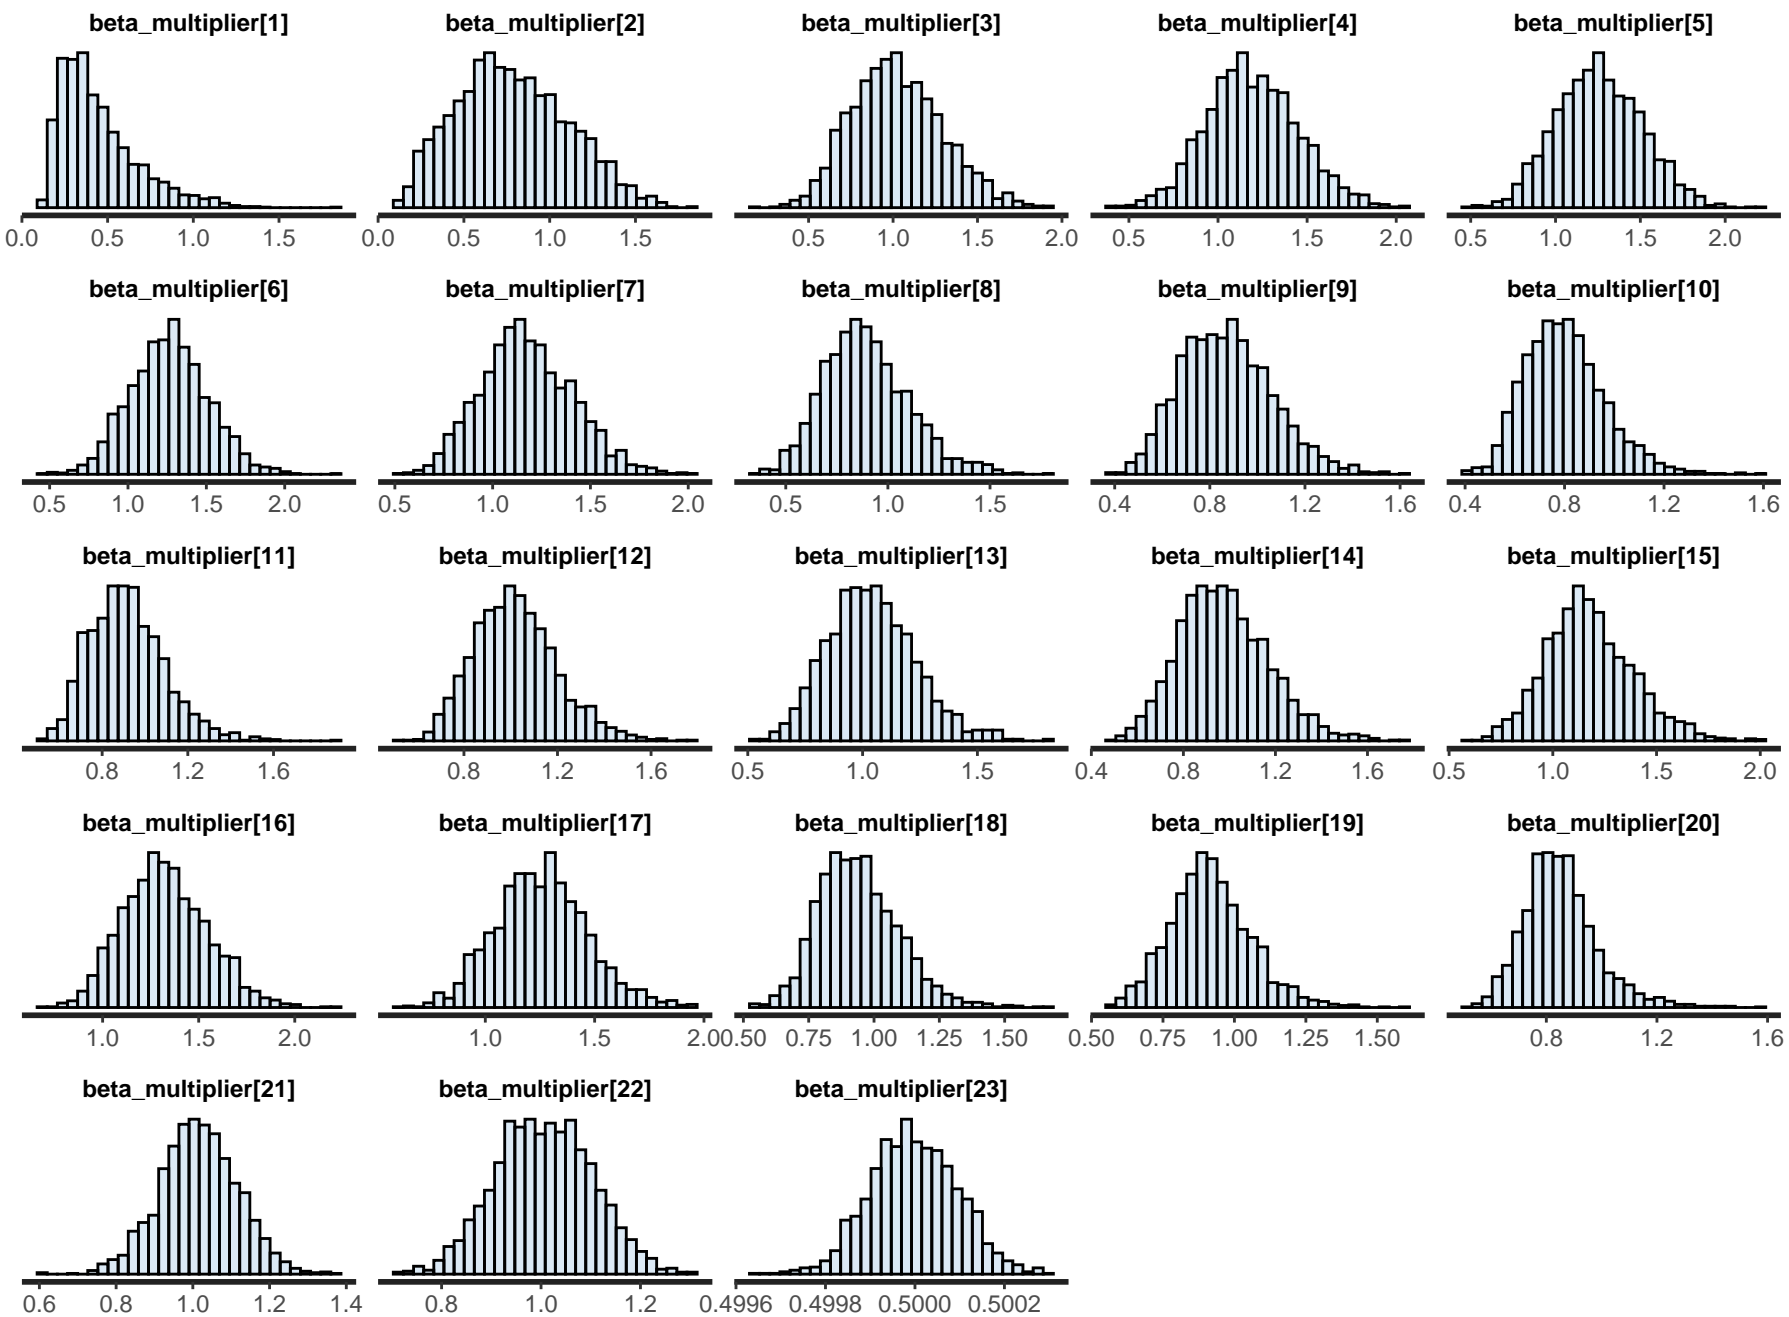 beta_multiplier[1] beta_multiplier[2] beta_multiplier[3] beta_multiplier[4] beta_multiplier[5]
0.0 0.5 1.0 1.5 0.0 0.5 1.0 1.5 0.5 1.0 1.5 2.0 0.5 1.0 1.5 2.0 0.5 1.0 1.5 2.0
beta_multiplier[6] beta_multiplier[7] beta_multiplier[8] beta_multiplier[9] beta_multiplier[10]
0.5 1.0 1.5 2.0 0.5 1.0 1.5 2.0 0.5 1.0 1.5 0.4 0.8 1.2 1.6 0.4 0.8 1.2 1.6
beta_multiplier[11] beta_multiplier[12] beta_multiplier[13] beta_multiplier[14] beta_multiplier[15]
0.8 1.2 1.6 0.8 1.2 1.6 0.5 1.0 1.5 0.4 0.8 1.2 1.6 0.5 1.0 1.5 2.0
beta_multiplier[16] beta_multiplier[17] beta_multiplier[18] beta_multiplier[19] beta_multiplier[20]
1.0 1.5 2.0 1.0 1.5 2.0 0.50 0.75 1.00 1.25 1.50 0.50 0.75 1.00 1.25 1.50 0.8 1.2 1.6
beta_multiplier[21] beta_multiplier[22] beta_multiplier[23]
0.6 0.8 1.0 1.2 1.4 0.8 1.0 1.2 0.4996 0.4998 0.5000 0.5002